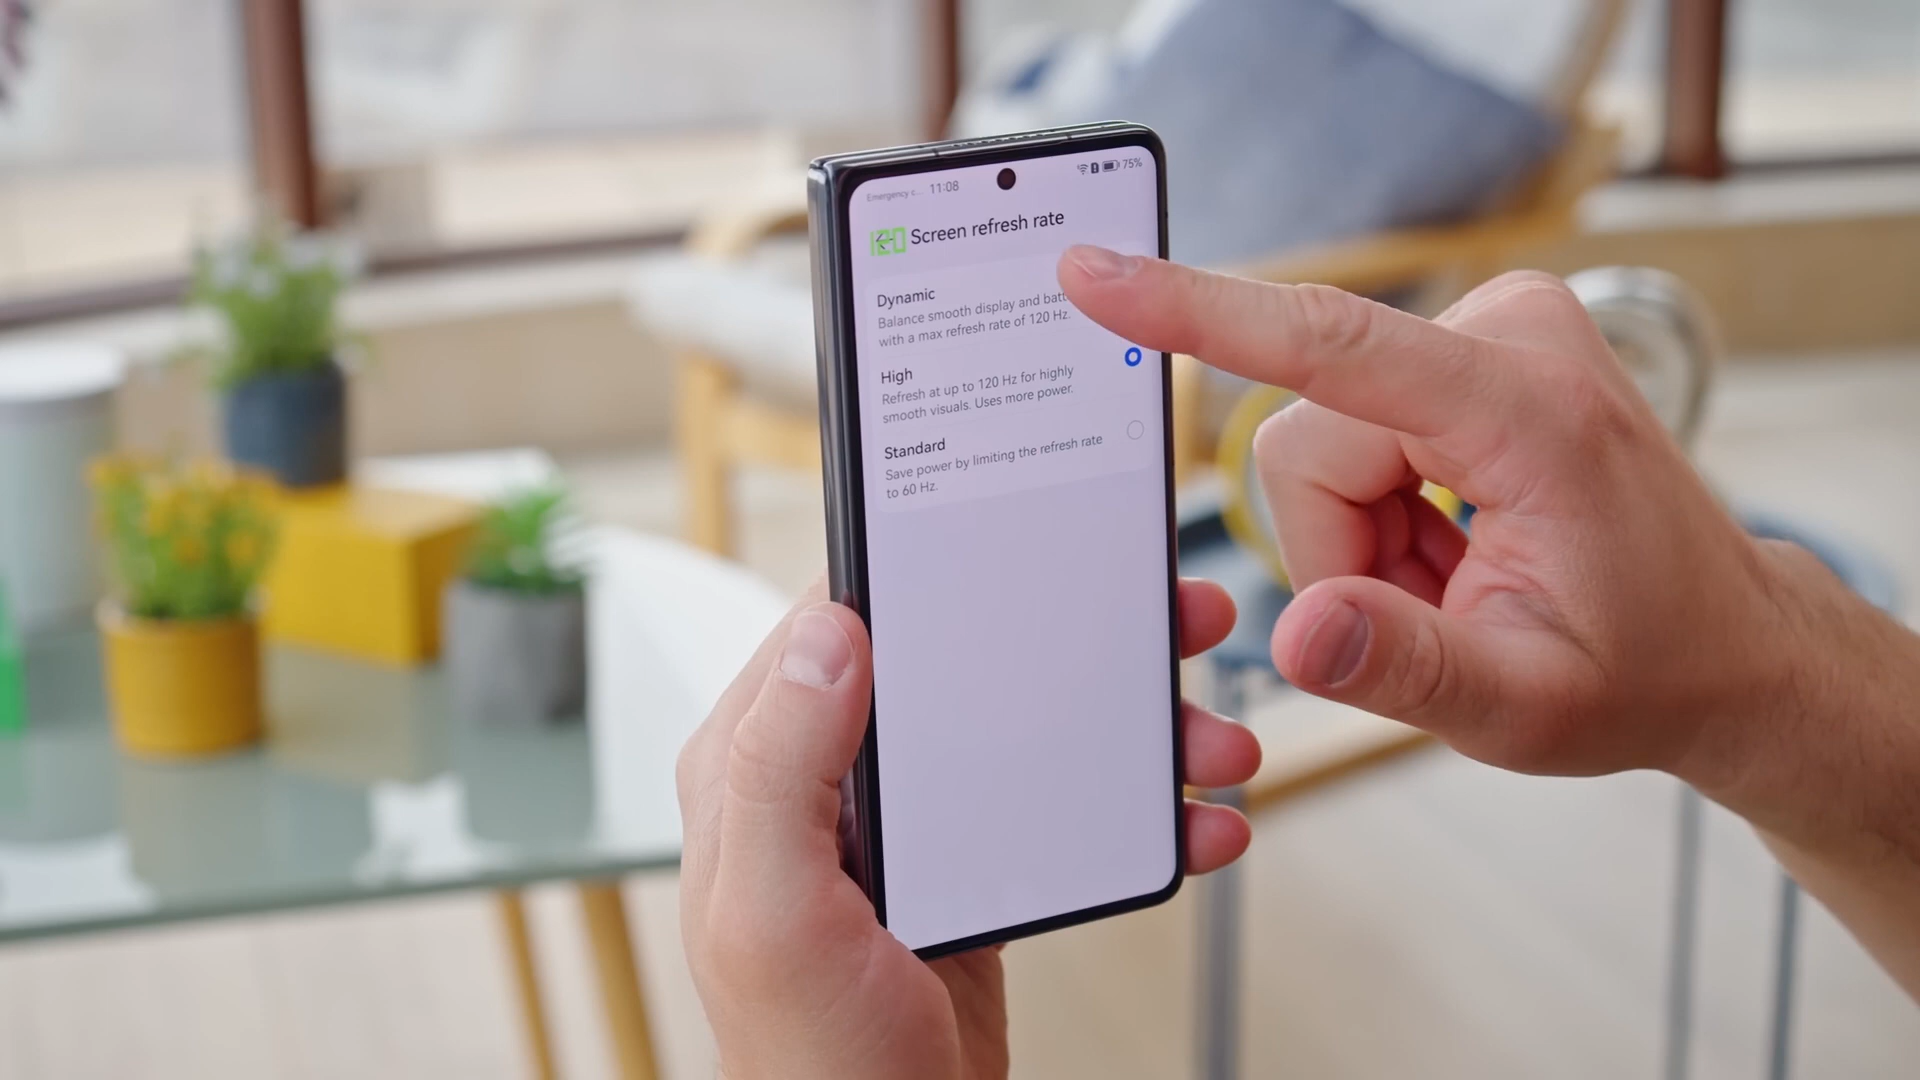 Emergency c... 11:08 75%
120 Screen refresh rate
Dynamic
Balance smooth display and batt
with a max refresh rate of 120 Hz.
High
Refresh at up to 120 Hz for highly
smooth visuals. Uses more power.
Standard
Save power by limiting the refresh rate
to 60 Hz.